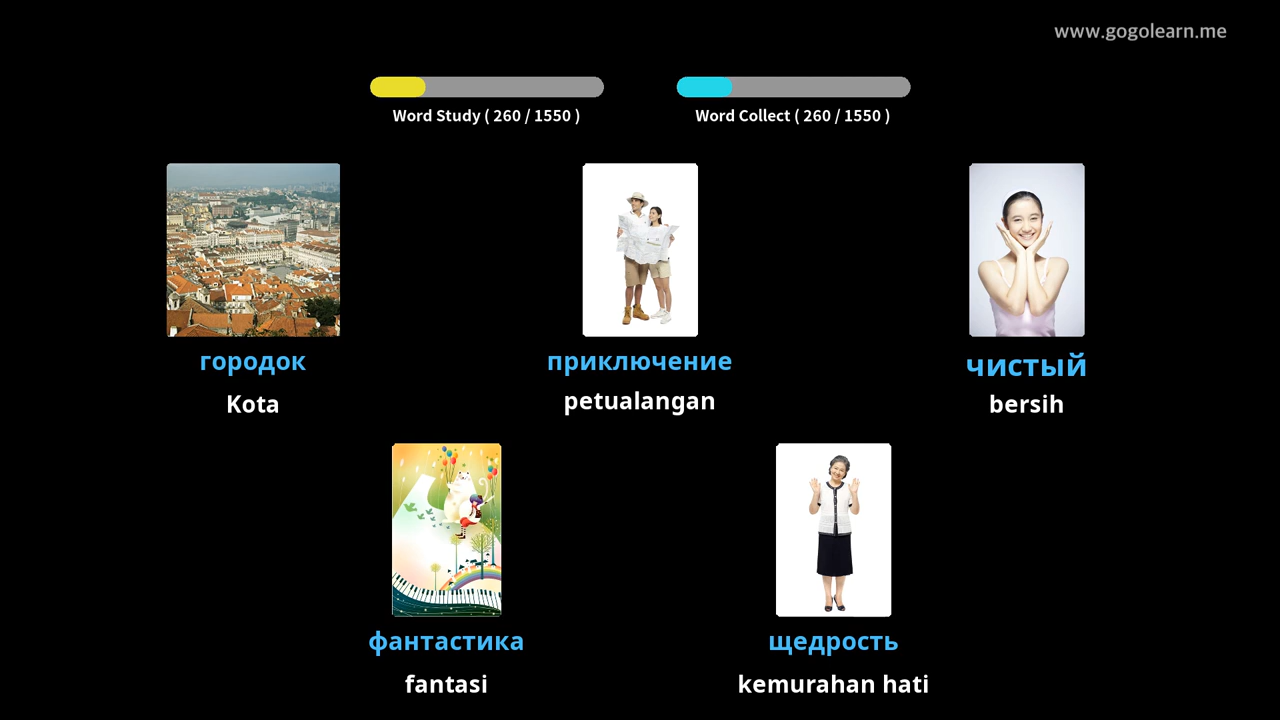 www.gogolearn.me
Word Study ( 260 / 1550 )
Word Collect ( 260 / 1550 )
городок
приключение
чистый
Kota
petualangan
bersih
фантастика
щедрость
fantasi
kemurahan hati